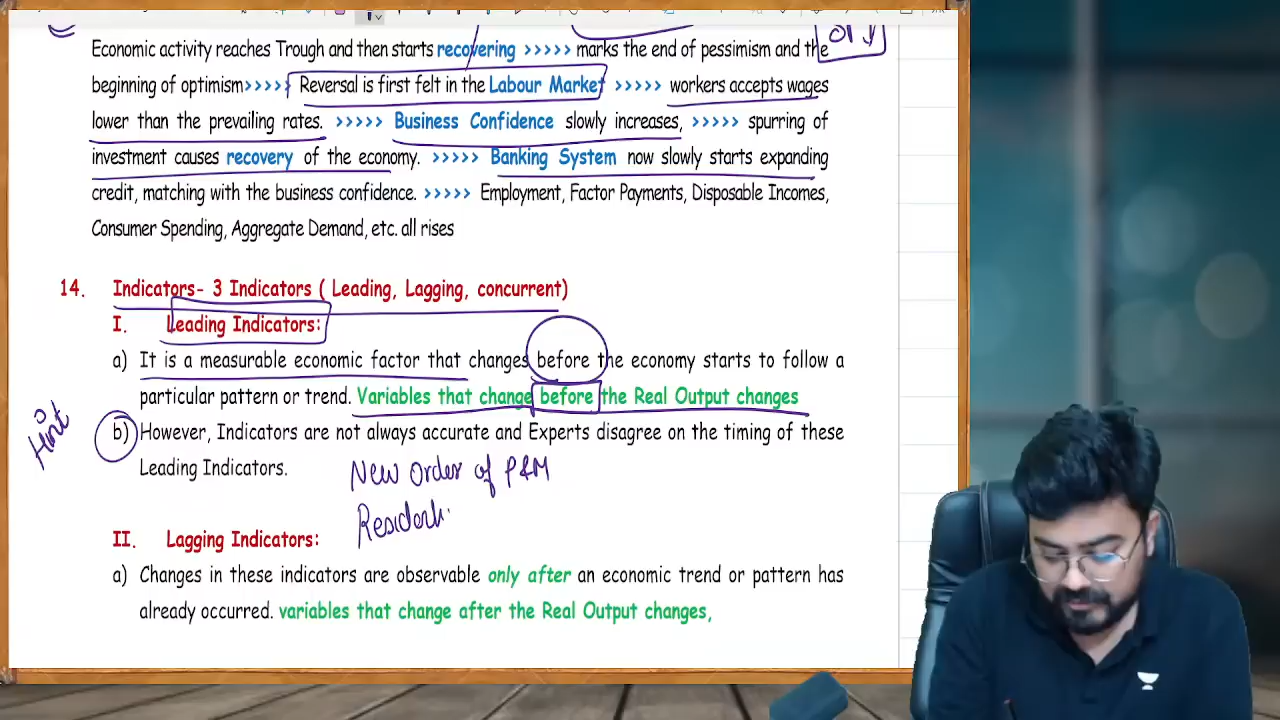 Economic activity reaches Trough and then starts recovering >>>>> marks the end of pessimism and the
beginning of optimism>>>>> Reversal is first felt in the Labour Market >>>>> workers accepts wages
lower than the prevailing rates. >>>>> Business Confidence slowly increases, >>>>> spurring of
investment causes recovery of the economy. >>>>> Banking System now slowly starts expanding
credit, matching with the business confidence. >>>>> Employment, Factor Payments, Disposable Incomes,
Consumer Spending, Aggregate Demand, etc. all rises
14. Indicators- 3 Indicators ( Leading, Lagging, concurrent)
I. Leading Indicators:
a) It is a measurable economic factor that changes before the economy starts to follow a
particular pattern or trend. Variables that change before the Real Output changes
Hint
b) However, Indicators are not always accurate and Experts disagree on the timing of these
Leading Indicators.
New Order of P&M
II. Lagging Indicators:
a) Changes in these indicators are observable only after an economic trend or pattern has
already occurred. variables that change after the Real Output changes,